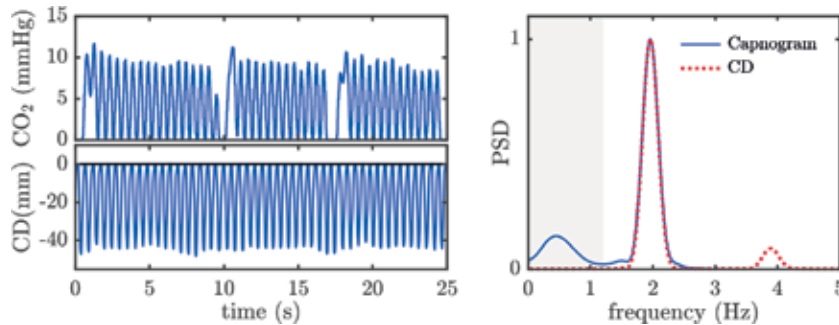 CO2 (mmHg)
15
10
5
0
CD(mm)
0
-20
-40
0 5 10 15 20 25
time (s)
PSD
1
0
Capnogram
CD
0 1 2 3 4 5
frequency (Hz)